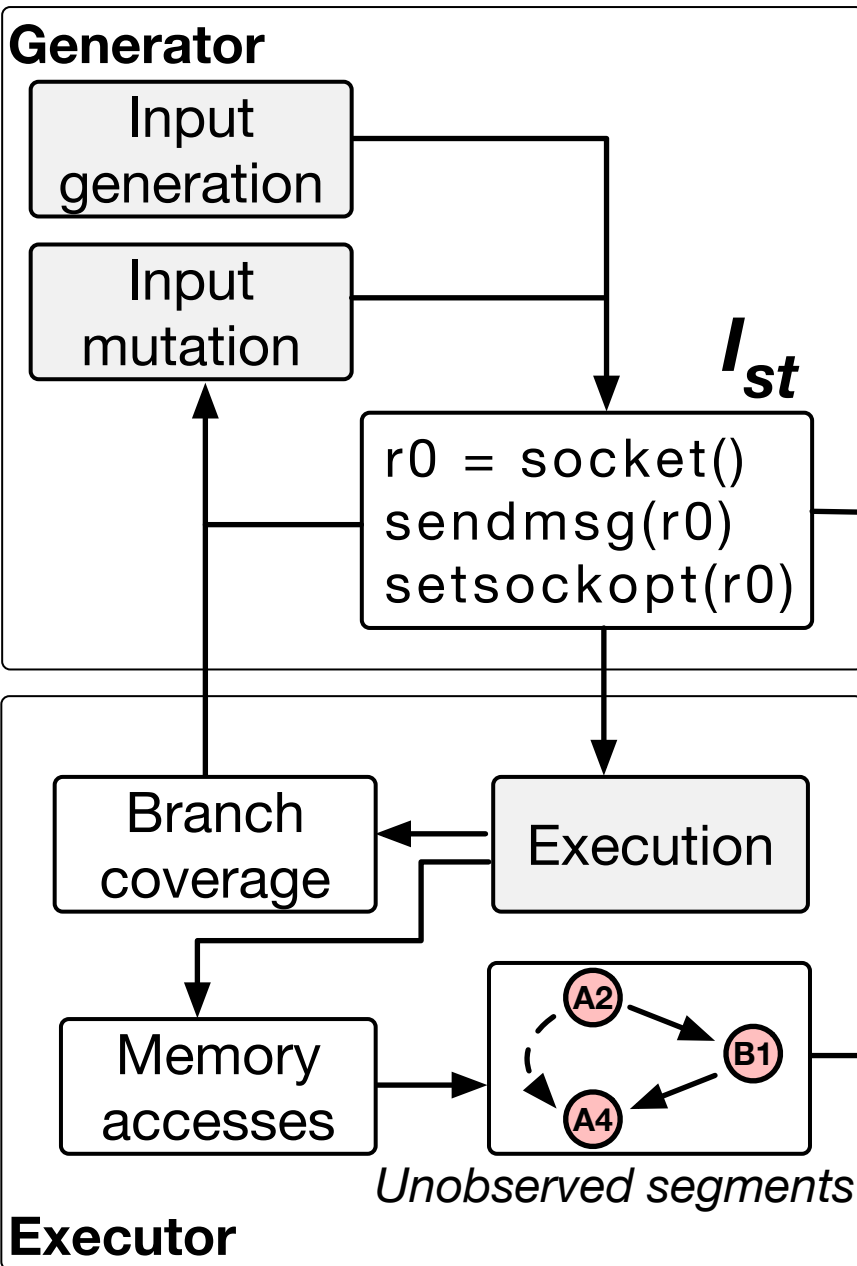 Generator
Input
generation
Input
mutation
I_st
r0 = socket()
sendmsg(r0)
setsockopt(r0)
Branch
coverage
Execution
Memory
accesses
A2
B1
A4
Unobserved segments
Executor